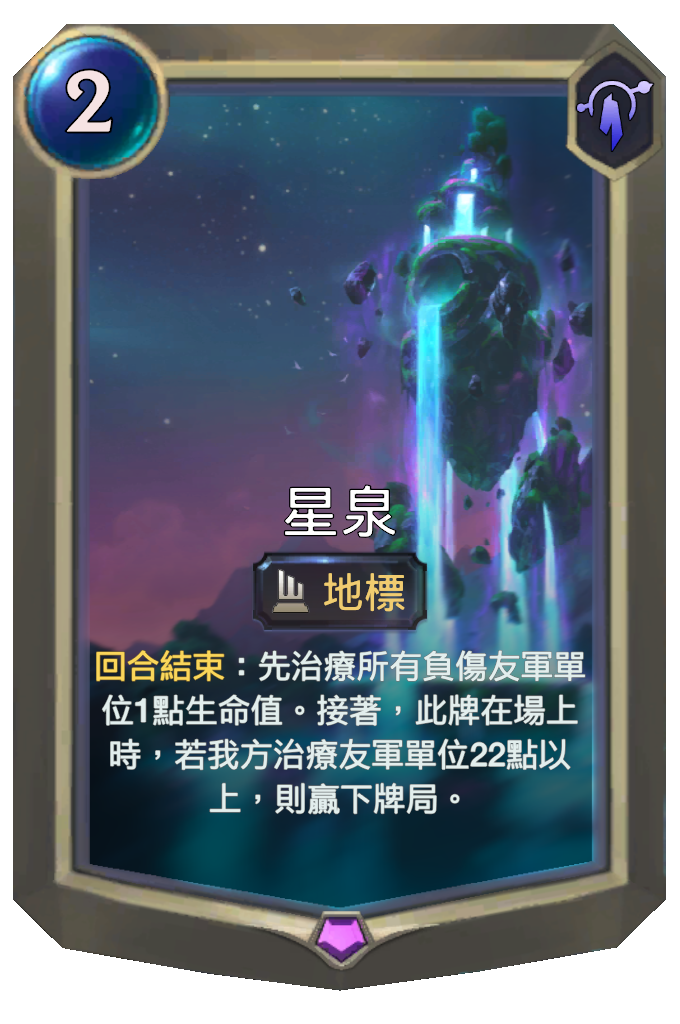 2
星泉
地標
回合結束：先治療所有負傷友軍單
位1點生命值。接著，此牌在場上
時，若我方治療友軍單位22點以
上，則贏下牌局。